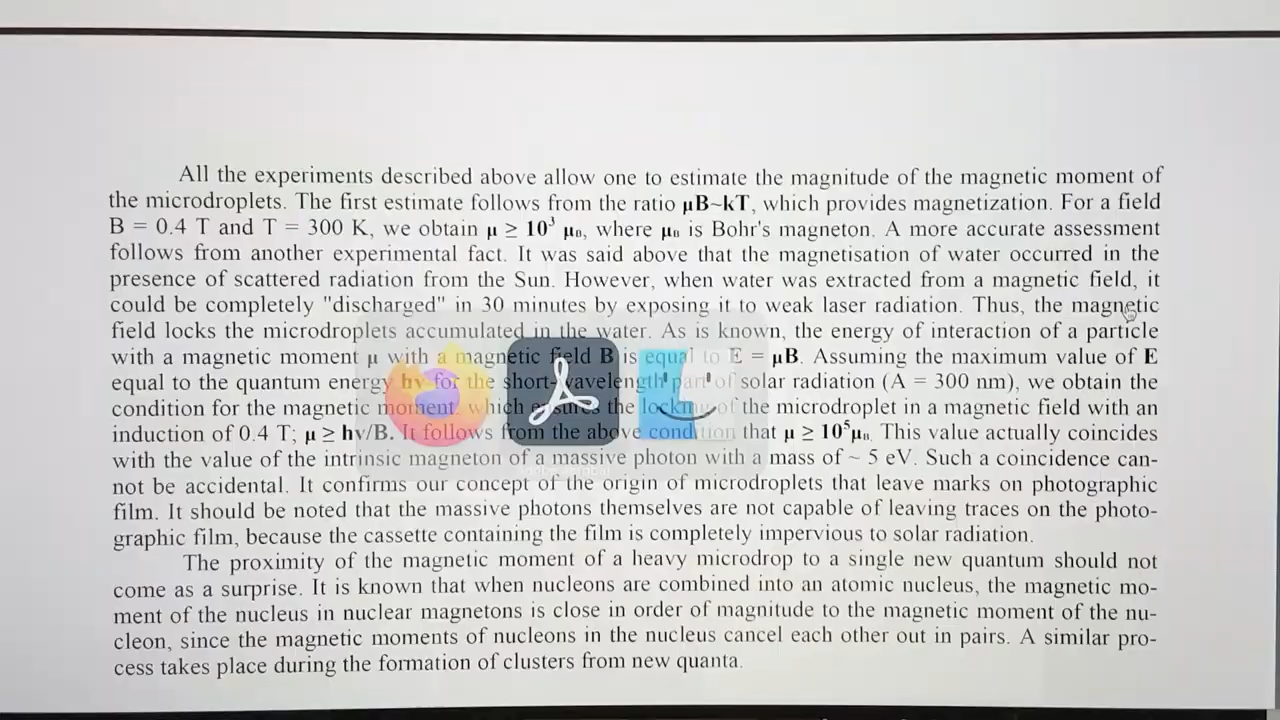 All the experiments described above allow one to estimate the magnitude of the magnetic moment of
the microdroplets. The first estimate follows from the ratio μB~kT, which provides magnetization. For a field
B = 0.4 T and T = 300 K, we obtain μ ≥ 10³ μB, where μB is Bohr's magneton. A more accurate assessment
follows from another experimental fact. It was said above that the magnetisation of water occurred in the
presence of scattered radiation from the Sun. However, when water was extracted from a magnetic field, it
could be completely "discharged" in 30 minutes by exposing it to weak laser radiation. Thus, the magnetic
field locks the microdroplets accumulated in the water. As is known, the energy of interaction of a particle
with a magnetic moment μ with a magnetic field B is equal to E = μB. Assuming the maximum value of E
equal to the quantum energy hv for the short-wavelength part of solar radiation (A = 300 nm), we obtain the
condition for the magnetic moment, which ensures the locking of the microdroplet in a magnetic field with an
induction of 0.4 T; μ ≥ hv/B. It follows from the above condition that μ ≥ 10⁵μB. This value actually coincides
with the value of the intrinsic magneton of a massive photon with a mass of ~ 5 eV. Such a coincidence can-
not be accidental. It confirms our concept of the origin of microdroplets that leave marks on photographic
film. It should be noted that the massive photons themselves are not capable of leaving traces on the photo-
graphic film, because the cassette containing the film is completely impervious to solar radiation.
The proximity of the magnetic moment of a heavy microdrop to a single new quantum should not
come as a surprise. It is known that when nucleons are combined into an atomic nucleus, the magnetic mo-
ment of the nucleus in nuclear magnetons is close in order of magnitude to the magnetic moment of the nu-
cleon, since the magnetic moments of nucleons in the nucleus cancel each other out in pairs. A similar pro-
cess takes place during the formation of clusters from new quanta.